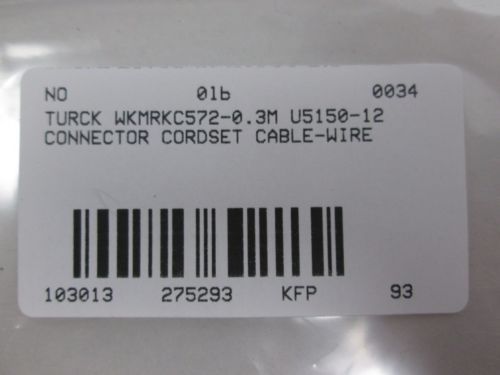 NO 01b 0034
TURCK WKMRKC572-0.3M U5150-12
CONNECTOR CORDSET CABLE-WIRE
103013 275293 KFP 93